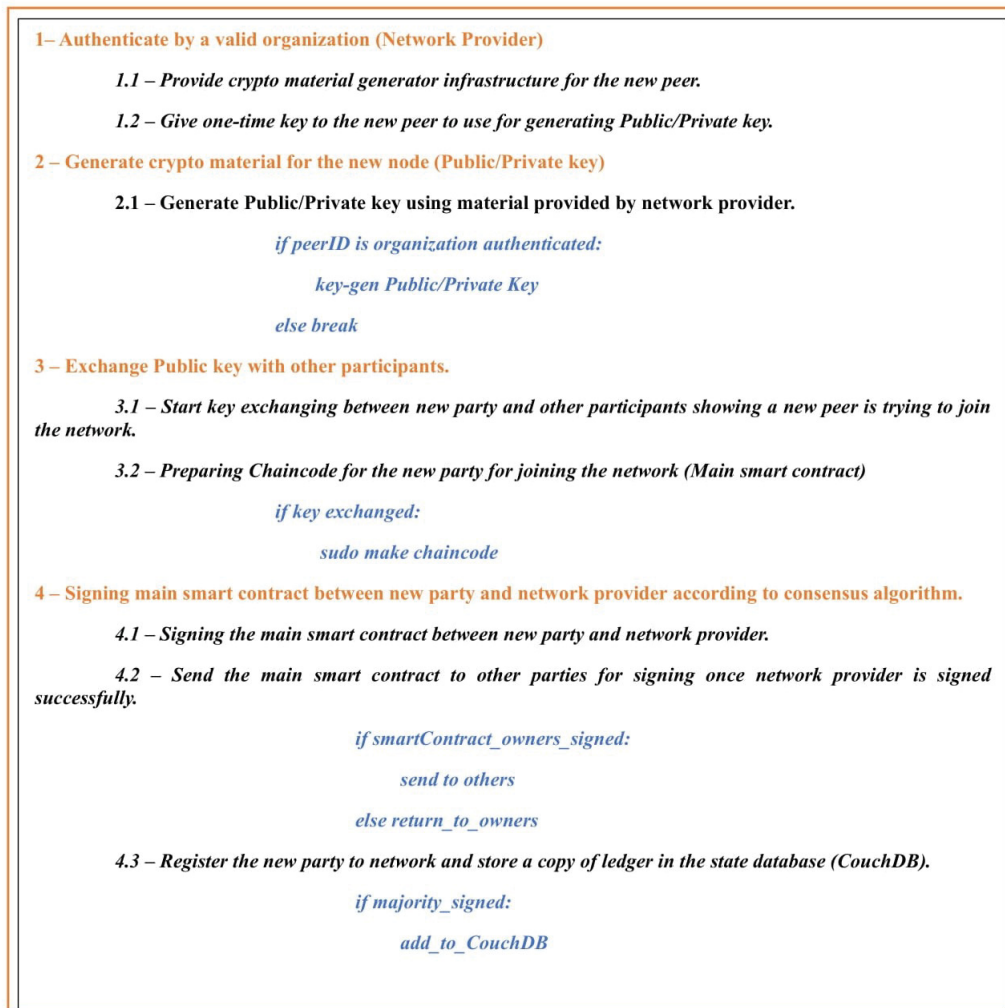 1– Authenticate by a valid organization (Network Provider)
1.1 – Provide crypto material generator infrastructure for the new peer.
1.2 – Give one-time key to the new peer to use for generating Public/Private key.
2 – Generate crypto material for the new node (Public/Private key)
2.1 – Generate Public/Private key using material provided by network provider.
if peerID is organization authenticated:
key-gen Public/Private Key
else break
3 – Exchange Public key with other participants.
3.1 – Start key exchanging between new party and other participants showing a new peer is trying to join
the network.
3.2 – Preparing Chaincode for the new party for joining the network (Main smart contract)
if key exchanged:
sudo make chaincode
4 – Signing main smart contract between new party and network provider according to consensus algorithm.
4.1 – Signing the main smart contract between new party and network provider.
4.2 – Send the main smart contract to other parties for signing once network provider is signed
successfully.
if smartContract_owners_signed:
send to others
else return_to_owners
4.3 – Register the new party to network and store a copy of ledger in the state database (CouchDB).
if majority_signed:
add_to_CouchDB